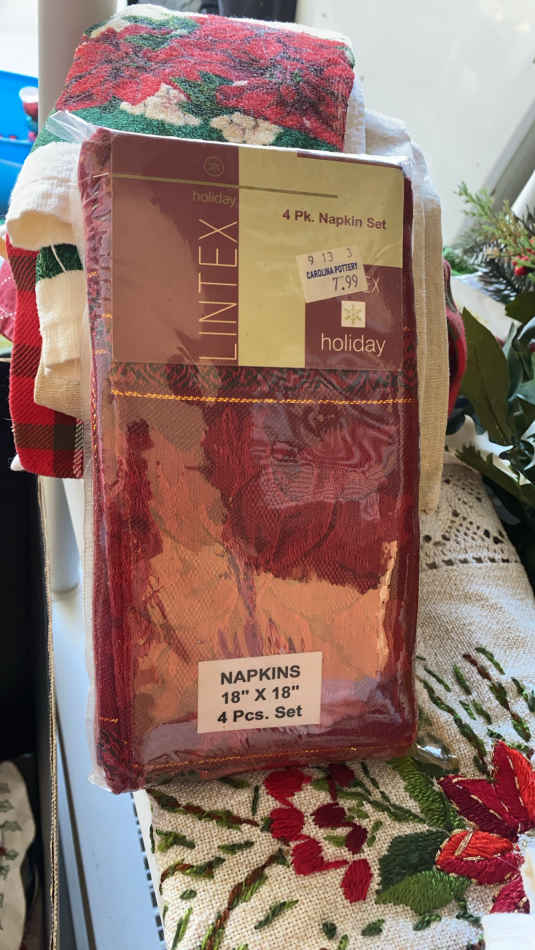 holiday
LINTEX
4 Pk. Napkin Set
9 13 3
CAROLINA POTTERY
7.99
EX
holiday
NAPKINS
18" X 18"
4 Pcs. Set